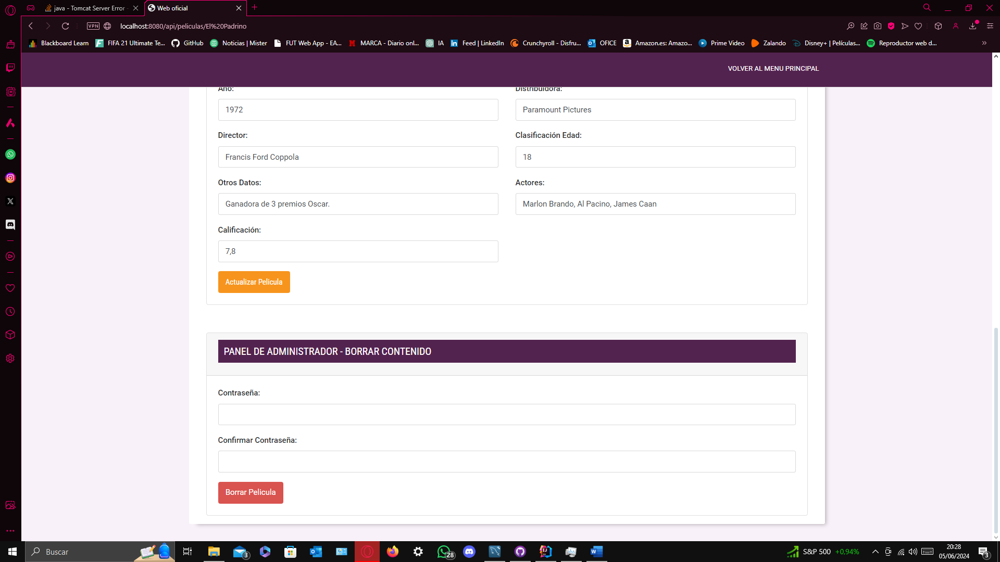 java - Tomcat Server Error -
Web oficial
VPN
localhost:8080/api/peliculas/El%20Padrino
Blackboard Learn
FIFA 21 Ultimate Te...
GitHub
Noticias | Mister
FUT Web App - EA...
MARCA - Diario onl...
IA
Feed | LinkedIn
Crunchyroll - Disfru...
OFICE
Amazon.es: Amazo...
Prime Video
Zalando
Disney+ | Películas...
Reproductor web d...
VOLVER AL MENU PRINCIPAL
Año:
Distribuidora:
1972
Paramount Pictures
Director:
Clasificación Edad:
Francis Ford Coppola
18
Otros Datos:
Actores:
Ganadora de 3 premios Oscar.
Marlon Brando, Al Pacino, James Caan
Calificación:
7,8
Actualizar Pelicula
PANEL DE ADMINISTRADOR - BORRAR CONTENIDO
Contraseña:
Confirmar Contraseña:
Borrar Pelicula
Buscar
3
28
S&P 500
+0,94%
20:28
05/06/2024
3